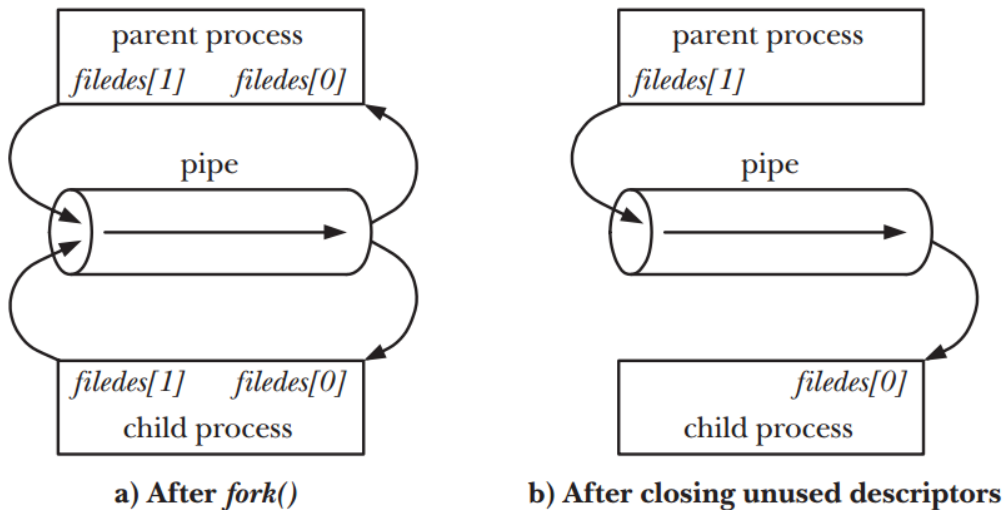 parent process
filedes[1] filedes[0]
pipe
filedes[1] filedes[0]
child process
a) After fork()
parent process
filedes[1]
pipe
filedes[0]
child process
b) After closing unused descriptors